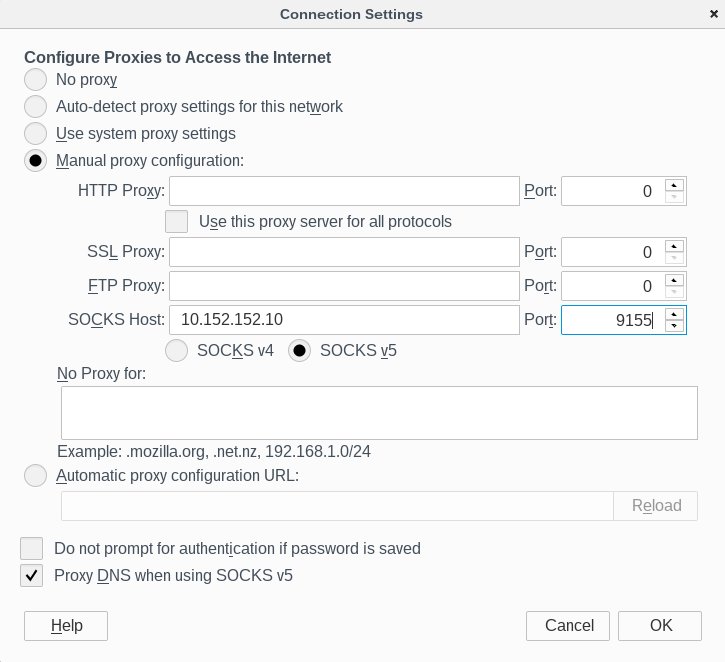 Connection Settings
Configure Proxies to Access the Internet
No proxy
Auto-detect proxy settings for this network
Use system proxy settings
Manual proxy configuration:
HTTP Proxy: Port: 0
Use this proxy server for all protocols
SSL Proxy: Port: 0
FTP Proxy: Port: 0
SOCKS Host: 10.152.152.10 Port: 9155
SOCKS v4 SOCKS v5
No Proxy for:
Example: .mozilla.org, .net.nz, 192.168.1.0/24
Automatic proxy configuration URL:
Reload
Do not prompt for authentication if password is saved
Proxy DNS when using SOCKS v5
Help Cancel OK